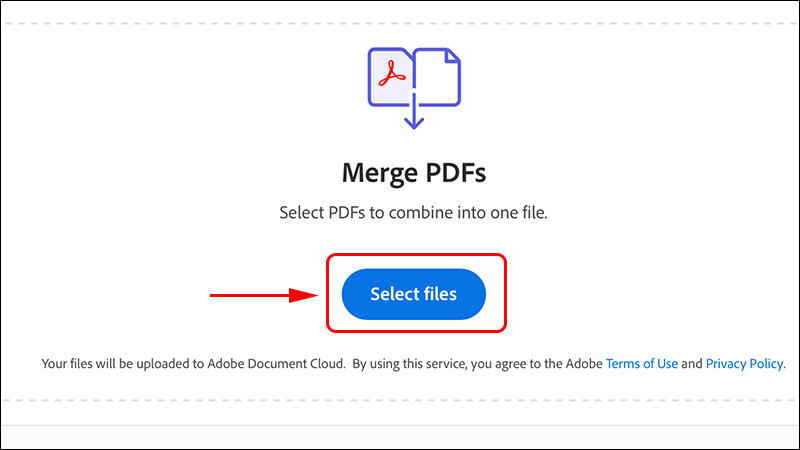 Merge PDFs
Select PDFs to combine into one file.
Select files
Your files will be uploaded to Adobe Document Cloud.  By using this service, you agree to the Adobe Terms of Use and Privacy Policy.